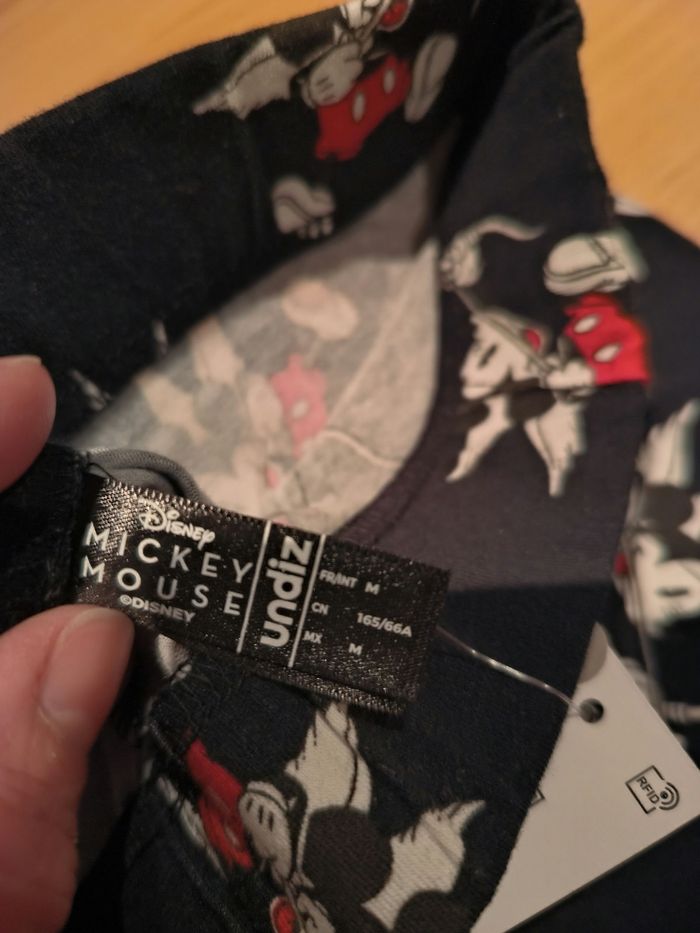 Disney
MICKEY
MOUSE
©DISNEY
undiz
FR/INT M
CN 165/66A
MX M
RFID